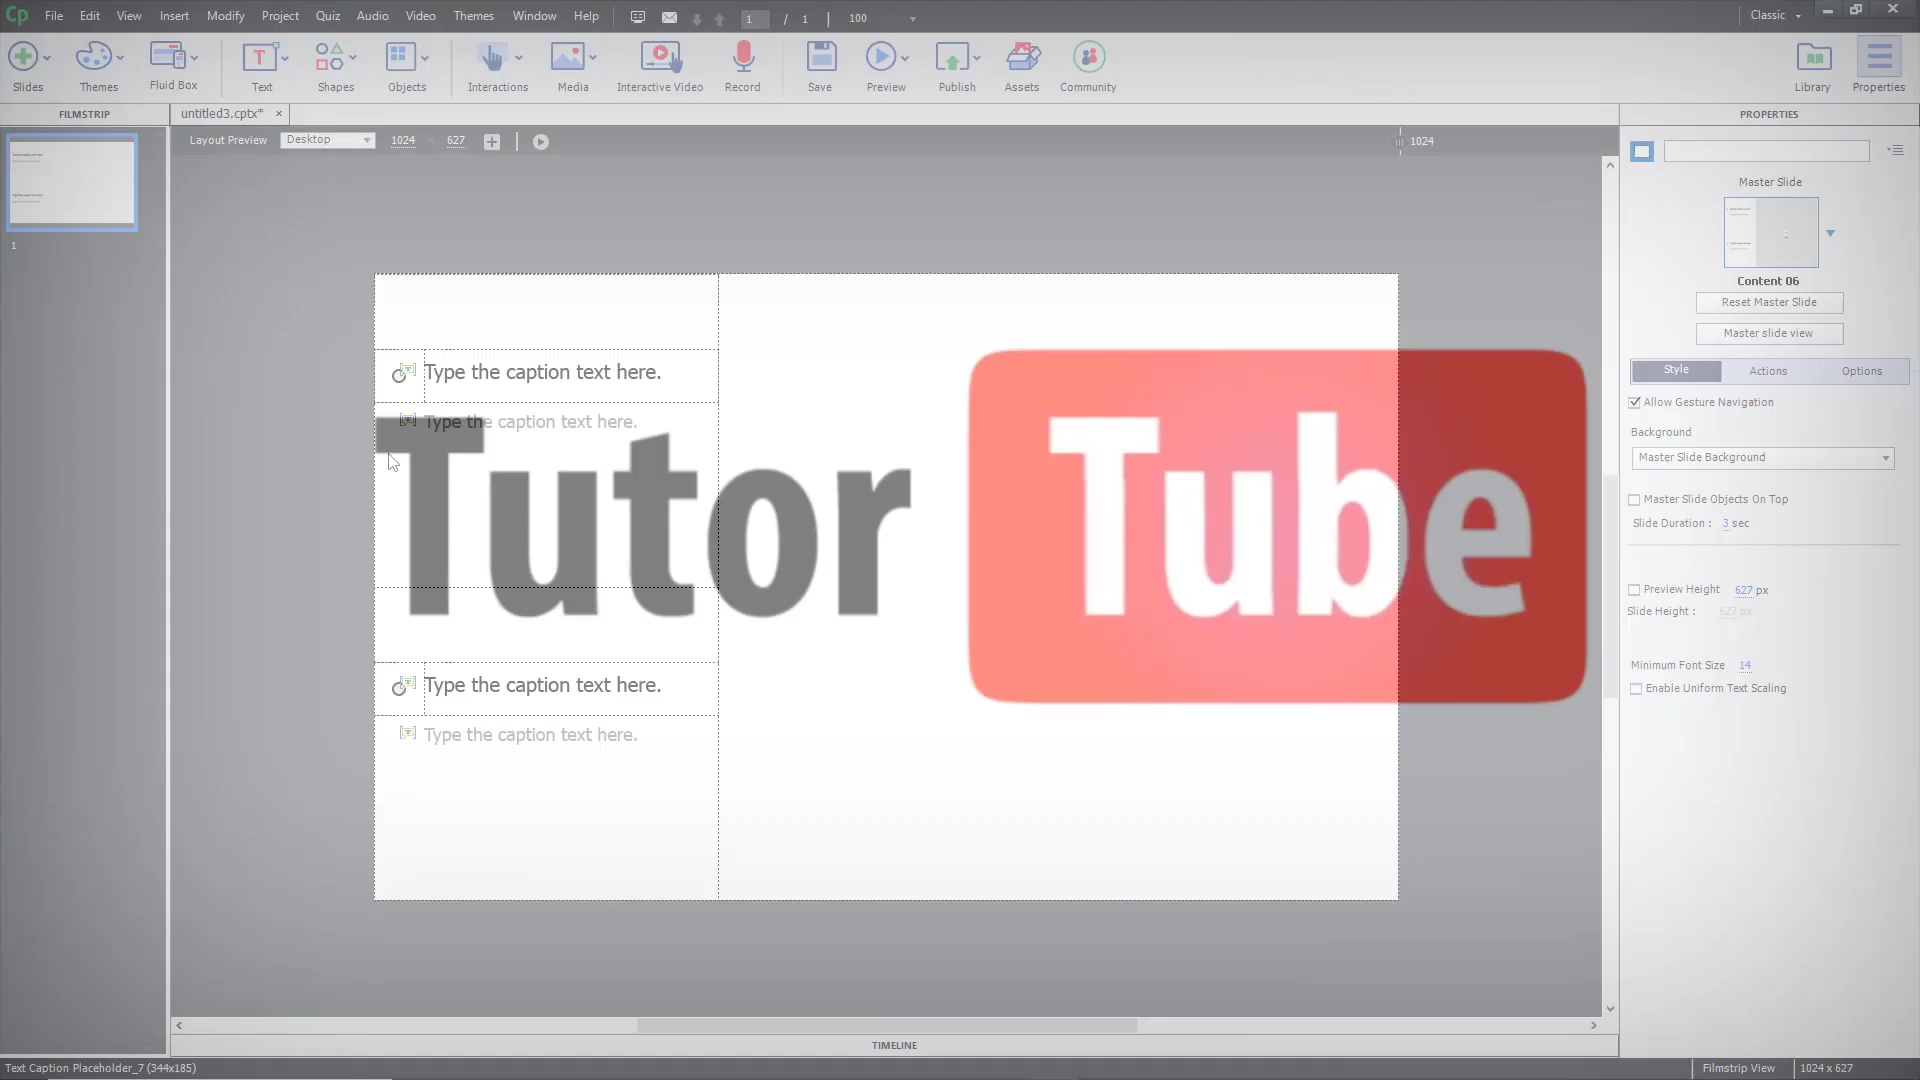 Cp File Edit View Insert Modify Project Quiz Audio Video Themes Window Help 1 / 1 100 Classic
Slides Themes Fluid Box Text Shapes Objects Interactions Media Interactive Video Record Save Preview Publish Assets Community Library Properties
FILMSTRIP untitled3.cptx* × PROPERTIES
Layout Preview Desktop 1024 627 1024
Master Slide
1
Content 06
Reset Master Slide
Master slide view
Type the caption text here.
Style Actions Options
Allow Gesture Navigation
Type the caption text here.
Background
Master Slide Background
Tutor Tube
Master Slide Objects On Top
Slide Duration : 3 sec
Preview Height 627 px
Slide Height : 627 px
Minimum Font Size 14
Type the caption text here.
Enable Uniform Text Scaling
Type the caption text here.
TIMELINE
Text Caption Placeholder_7 (344x185) Filmstrip View 1024 x 627